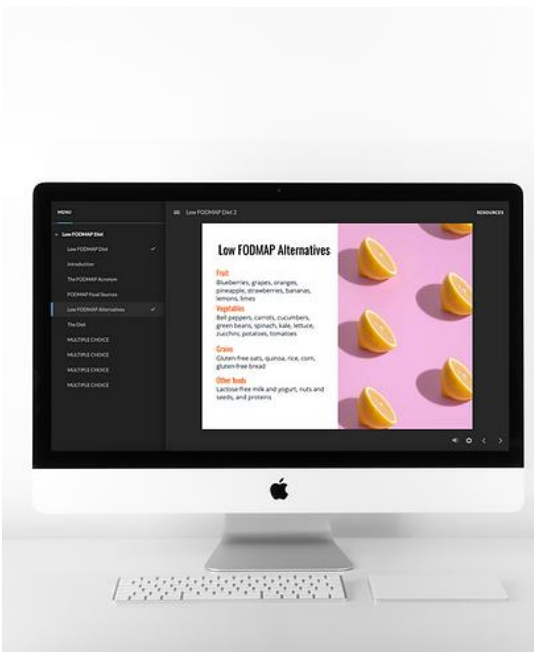 MENU
Low FODMAP Diet
Low FODMAP Diet
Introduction
The FODMAP Acronym
FODMAP Food Sources
Low FODMAP Alternatives
The Diet
MULTIPLE CHOICE
MULTIPLE CHOICE
MULTIPLE CHOICE
MULTIPLE CHOICE
Low FODMAP Diet 2
RESOURCES
Low FODMAP Alternatives
Fruit
Blueberries, grapes, oranges,
pineapple, strawberries, bananas,
lemons, limes
Vegetables
Bell peppers, carrots, cucumbers,
green beans, spinach, kale, lettuce,
zucchini, potatoes, tomatoes
Grains
Gluten-free oats, quinoa, rice, corn,
gluten-free bread
Other foods
Lactose-free milk and yogurt, nuts and
seeds, and proteins